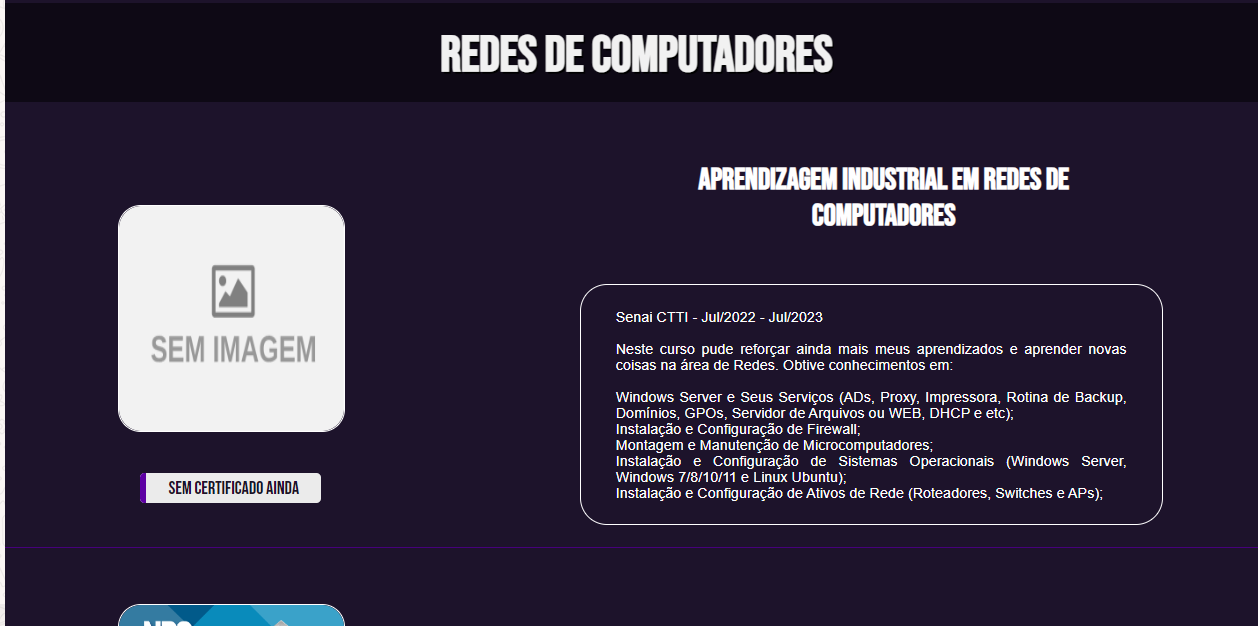 REDES DE COMPUTADORES
APRENDIZAGEM INDUSTRIAL EM REDES DE
COMPUTADORES
SEM IMAGEM
SEM CERTIFICADO AINDA
Senai CTTI - Jul/2022 - Jul/2023
Neste curso pude reforçar ainda mais meus aprendizados e aprender novas
coisas na área de Redes. Obtive conhecimentos em:
Windows Server e Seus Serviços (ADs, Proxy, Impressora, Rotina de Backup,
Domínios, GPOs, Servidor de Arquivos ou WEB, DHCP e etc);
Instalação e Configuração de Firewall;
Montagem e Manutenção de Microcomputadores;
Instalação e Configuração de Sistemas Operacionais (Windows Server,
Windows 7/8/10/11 e Linux Ubuntu);
Instalação e Configuração de Ativos de Rede (Roteadores, Switches e APs);